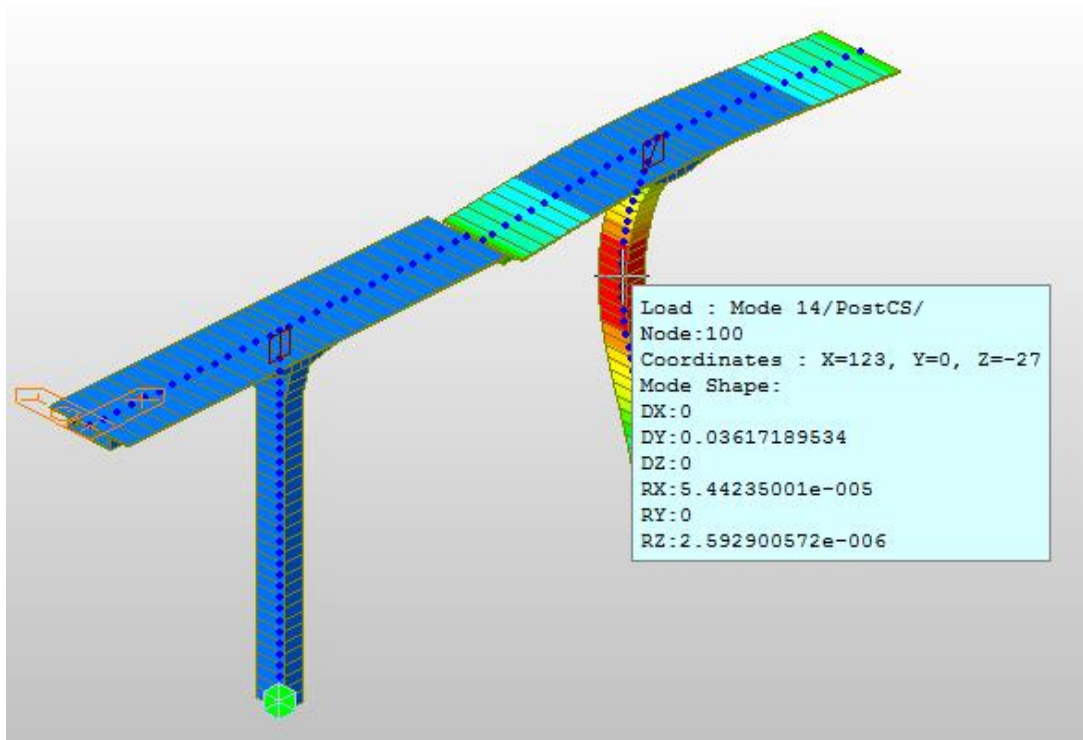 Load : Mode 14/PostCS/
Node:100
Coordinates : X=123, Y=0, Z=-27
Mode Shape:
DX:0
DY:0.03617189534
DZ:0
RX:5.44235001e-005
RY:0
RZ:2.592900572e-006